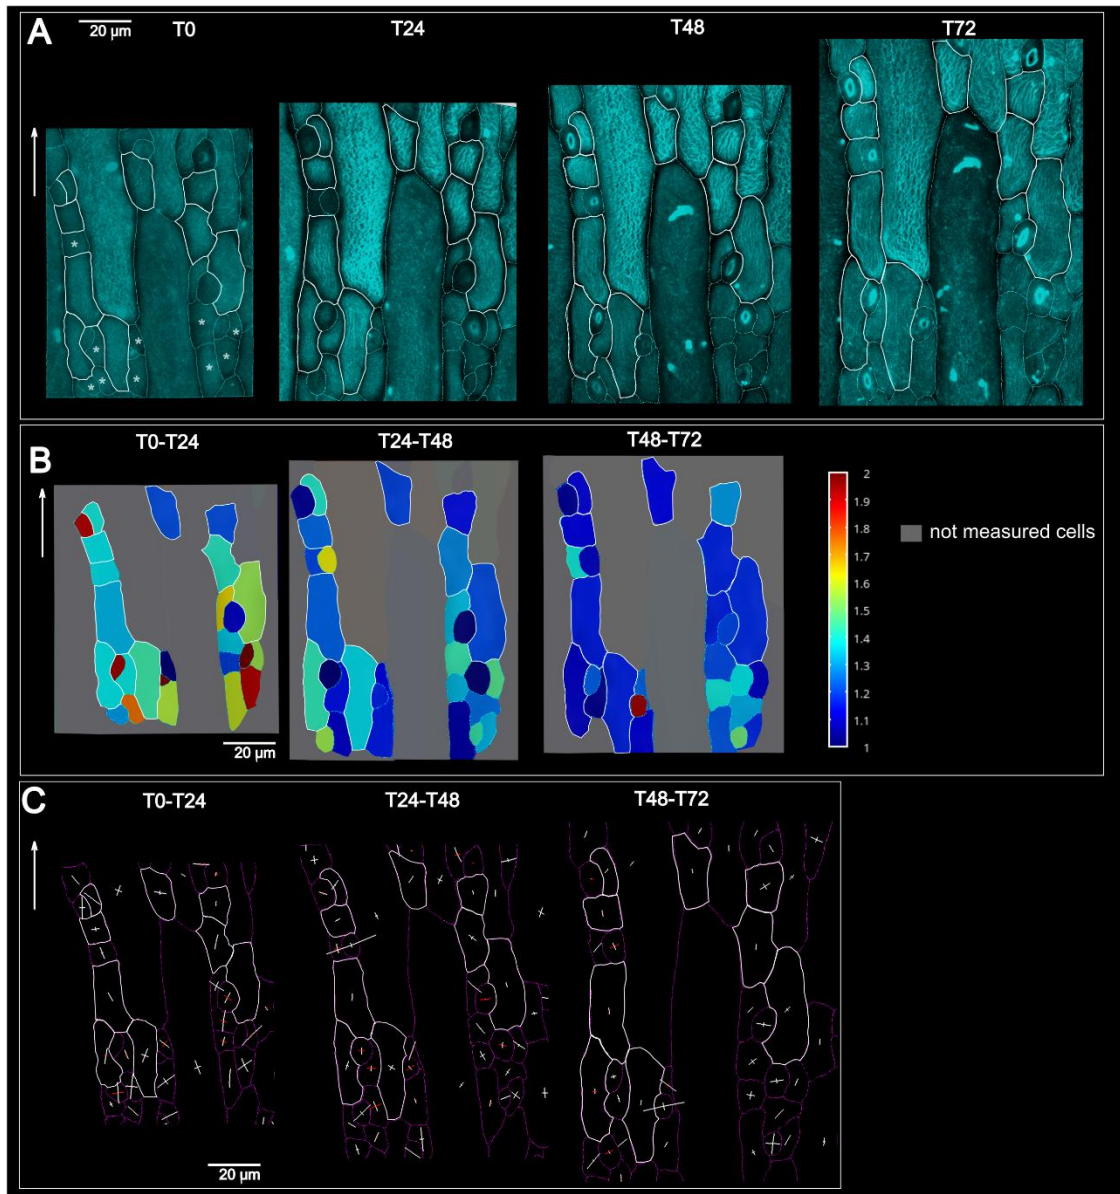 A
20 µm
T0
T24
T48
T72
*
*
*
*
*
*
*
*
*
*
B
T0-T24
T24-T48
T48-T72
2
1.9
1.8
1.7
1.6
1.5
1.4
1.3
1.2
1.1
1
not measured cells
20 µm
C
T0-T24
T24-T48
T48-T72
20 µm